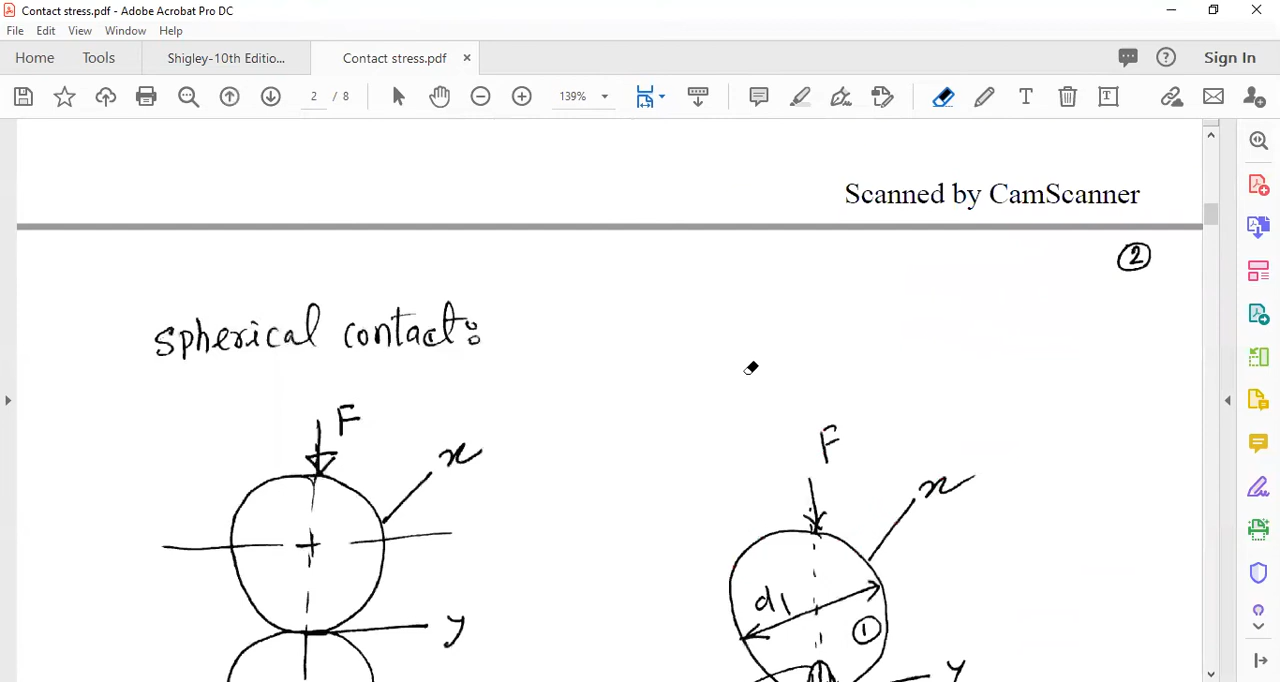 Contact stress.pdf - Adobe Acrobat Pro DC
File Edit View Window Help
Home Tools Shigley-10th Editio... Contact stress.pdf × Sign In
2 / 8 139%
Scanned by CamScanner
2
spherical contact:
F
x
F
x
d1
1
y
y